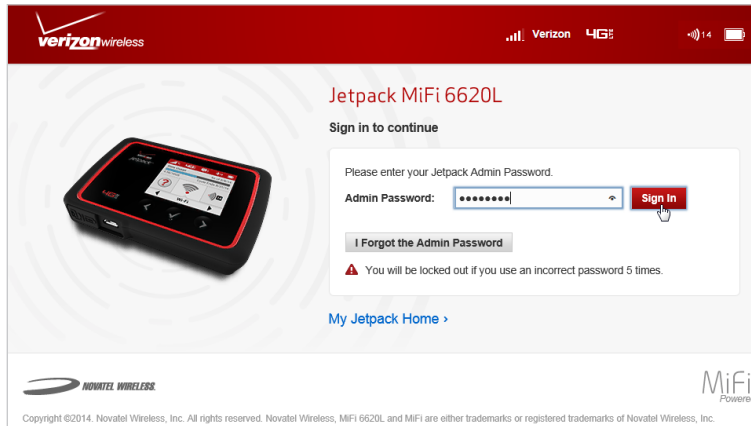 verizonwireless
Verizon 4G LTE 14
Jetpack MiFi 6620L
Sign in to continue
Please enter your Jetpack Admin Password.
Admin Password: Sign In
I Forgot the Admin Password
You will be locked out if you use an incorrect password 5 times.
My Jetpack Home ›
NOVATEL WIRELESS.
MiFi
Powere
Copyright ©2014. Novatel Wireless, Inc. All rights reserved. Novatel Wireless, MiFi 6620L and MiFi are either trademarks or registered trademarks of Novatel Wireless, Inc.